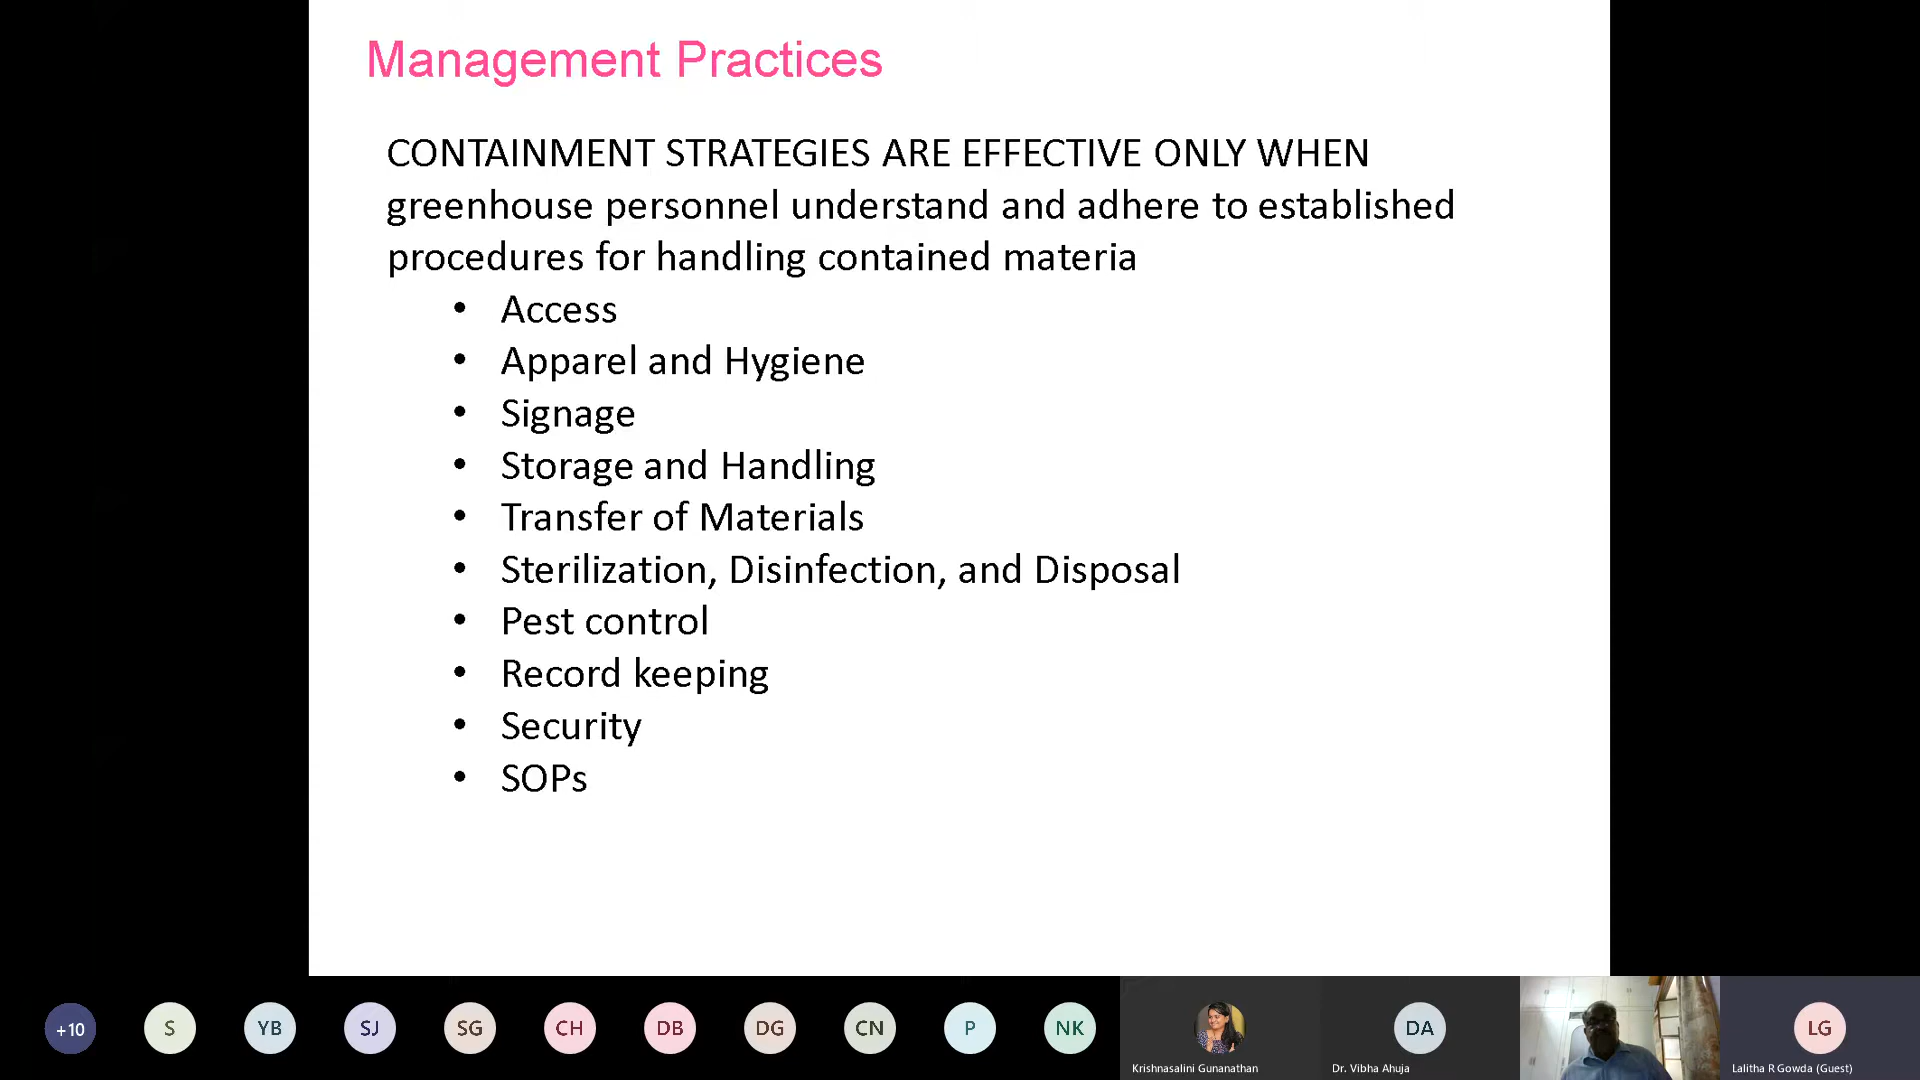 Management Practices
CONTAINMENT STRATEGIES ARE EFFECTIVE ONLY WHEN
greenhouse personnel understand and adhere to established
procedures for handling contained materia
• Access
• Apparel and Hygiene
• Signage
• Storage and Handling
• Transfer of Materials
• Sterilization, Disinfection, and Disposal
• Pest control
• Record keeping
• Security
• SOPs
+10 S YB SJ SG CH DB DG CN P NK DA LG
Krishnasalini Gunanathan Dr. Vibha Ahuja Lalitha R Gowda (Guest)